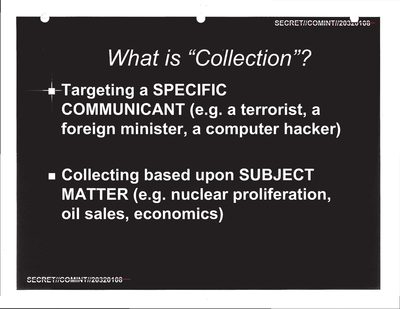 SECRET//COMINT//20320108
What is “Collection”?
Targeting a SPECIFIC
COMMUNICANT (e.g. a terrorist, a
foreign minister, a computer hacker)
Collecting based upon SUBJECT
MATTER (e.g. nuclear proliferation,
oil sales, economics)
SECRET//COMINT//20320108